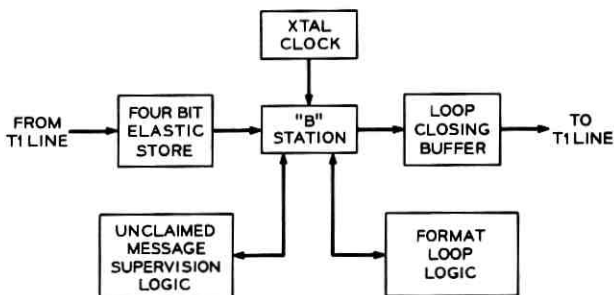 XTAL
CLOCK
FROM
T1 LINE
FOUR BIT
ELASTIC
STORE
"B"
STATION
LOOP
CLOSING
BUFFER
TO
T1 LINE
UNCLAIMED
MESSAGE
SUPERVISION
LOGIC
FORMAT
LOOP
LOGIC